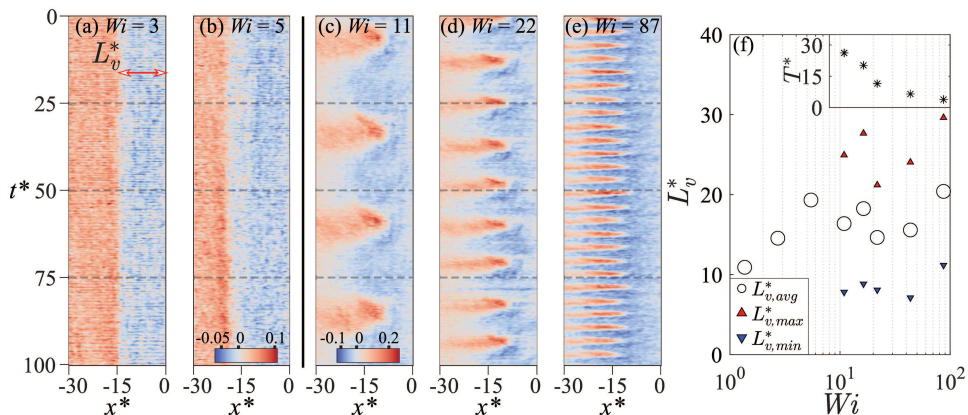 (a) Wi = 3
(b) Wi = 5
(c) Wi = 11
(d) Wi = 22
(e) Wi = 87
(f)
L*v
0
25
50
75
100
t*
-0.05 0 0.1
-0.1 0 0.2
-30 -15 0
-30 -15 0
-30 -15 0
-30 -15 0
-30 -15 0
x*
x*
x*
x*
x*
40
30
20
10
0
L*v
30
15
0
T*
L*v,avg
L*v,max
L*v,min
10^0 10^1 10^2
Wi